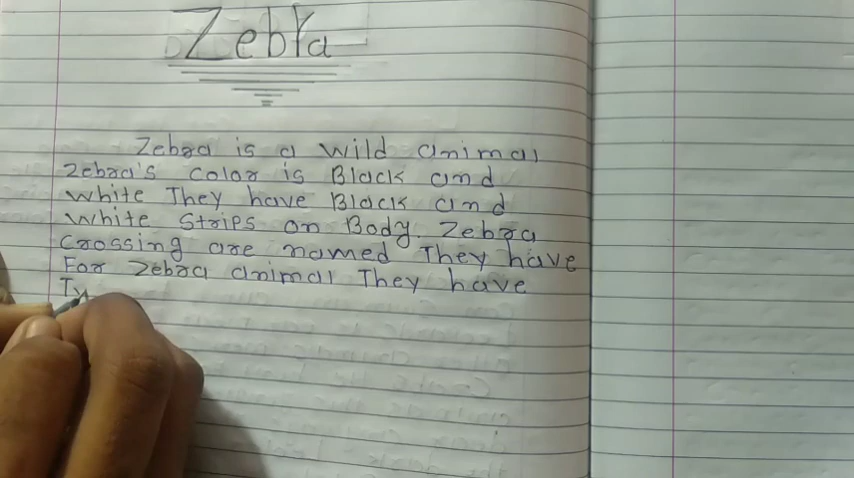 Zebra
Zebra is a wild animal
Zebra's color is Black and
White They have Black and
White Strips on Body. Zebra
Crossing are named They have
For Zebra animal They have